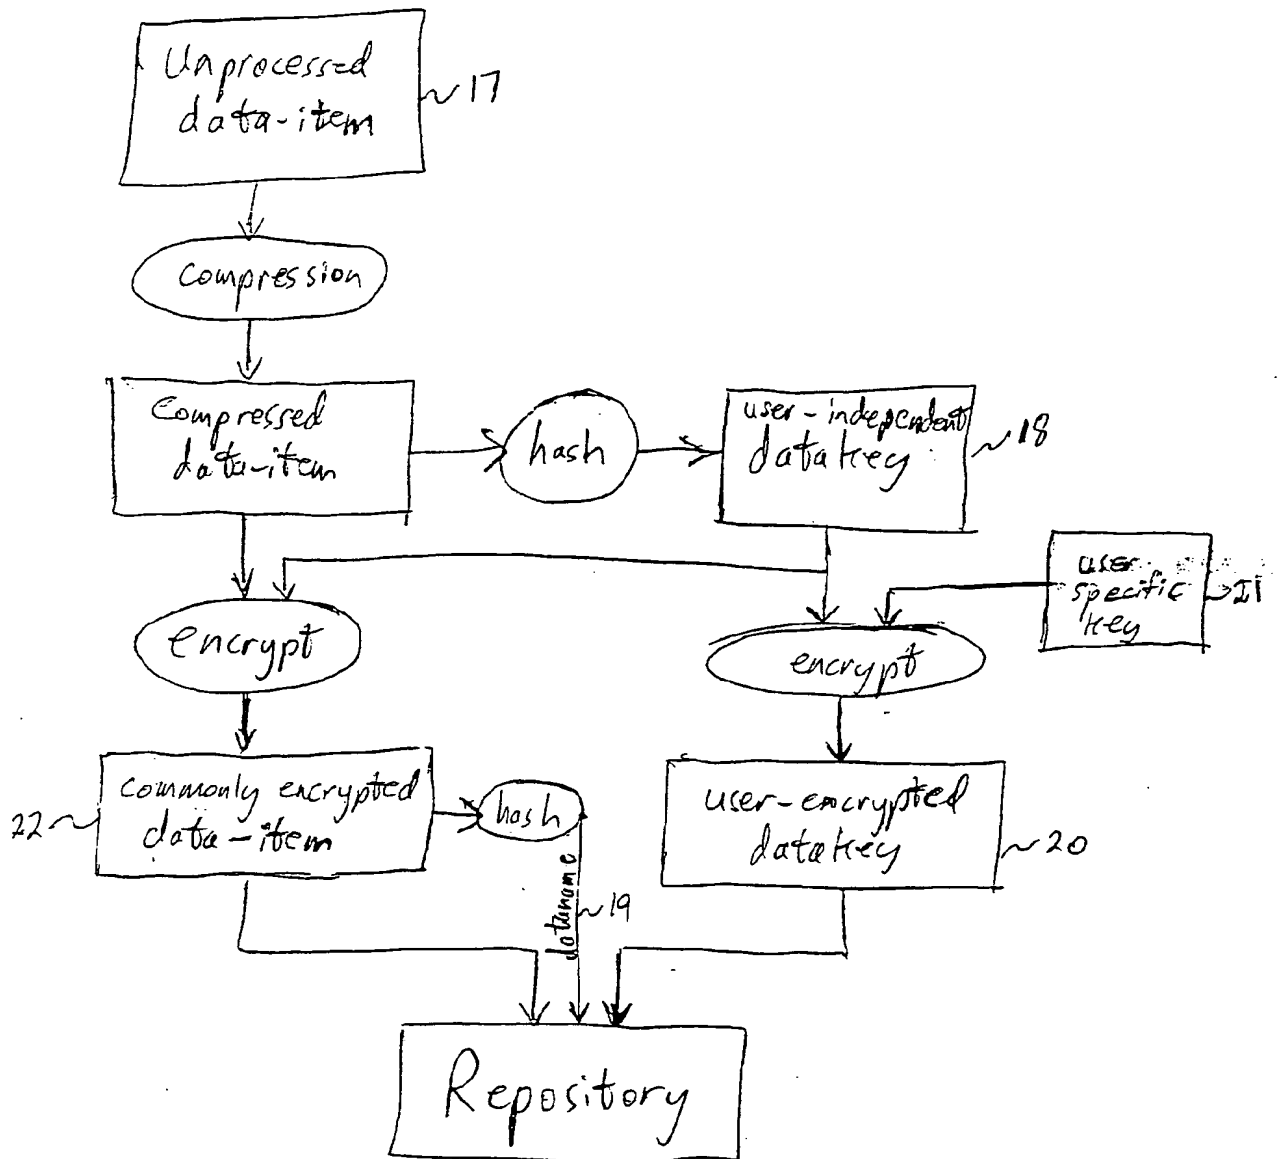 Unprocessed
data-item
17
compression
Compressed
data-item
hash
user-independent
datakey
18
user
specific
key
21
encrypt
encrypt
commonly encrypted
data-item
22
hash
dataname
19
user-encrypted
datakey
20
Repository